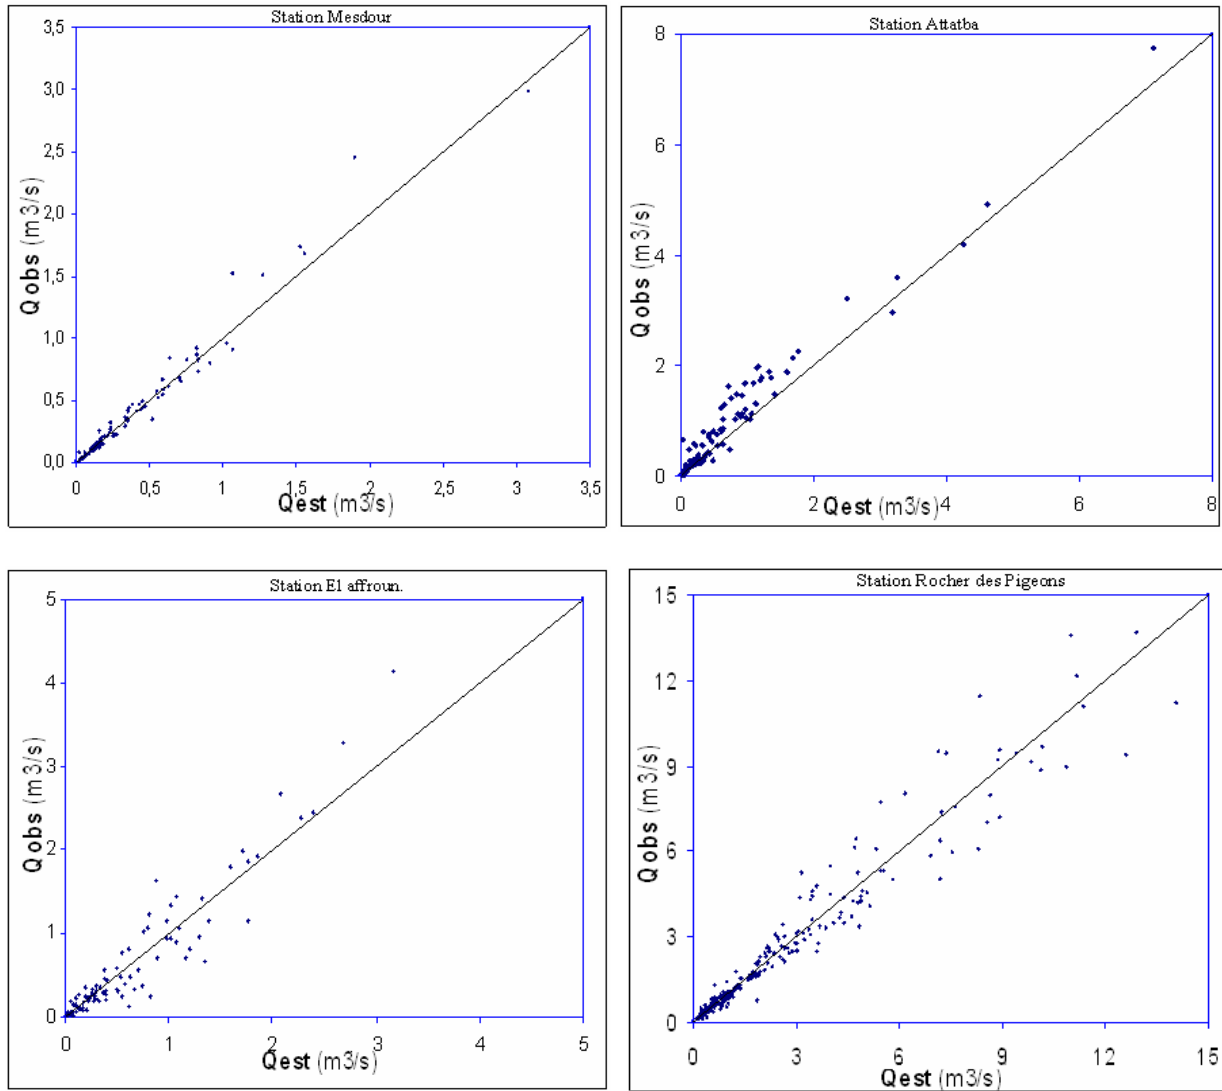 Station Mesdour
3,5
3,0
2,5
2,0
1,5
1,0
0,5
0,0
Qobs (m3/s)
0 0,5 1 1,5 2 2,5 3 3,5
Qest (m3/s)
Station Attatba
8
6
4
2
0
Qobs (m3/s)
0 2 4 6 8
Qest (m3/s)
Station El affroun.
5
4
3
2
1
0
Qobs (m3/s)
0 1 2 3 4 5
Qest (m3/s)
Station Rocher des Pigeons
15
12
9
6
3
0
Qobs (m3/s)
0 3 6 9 12 15
Qest (m3/s)